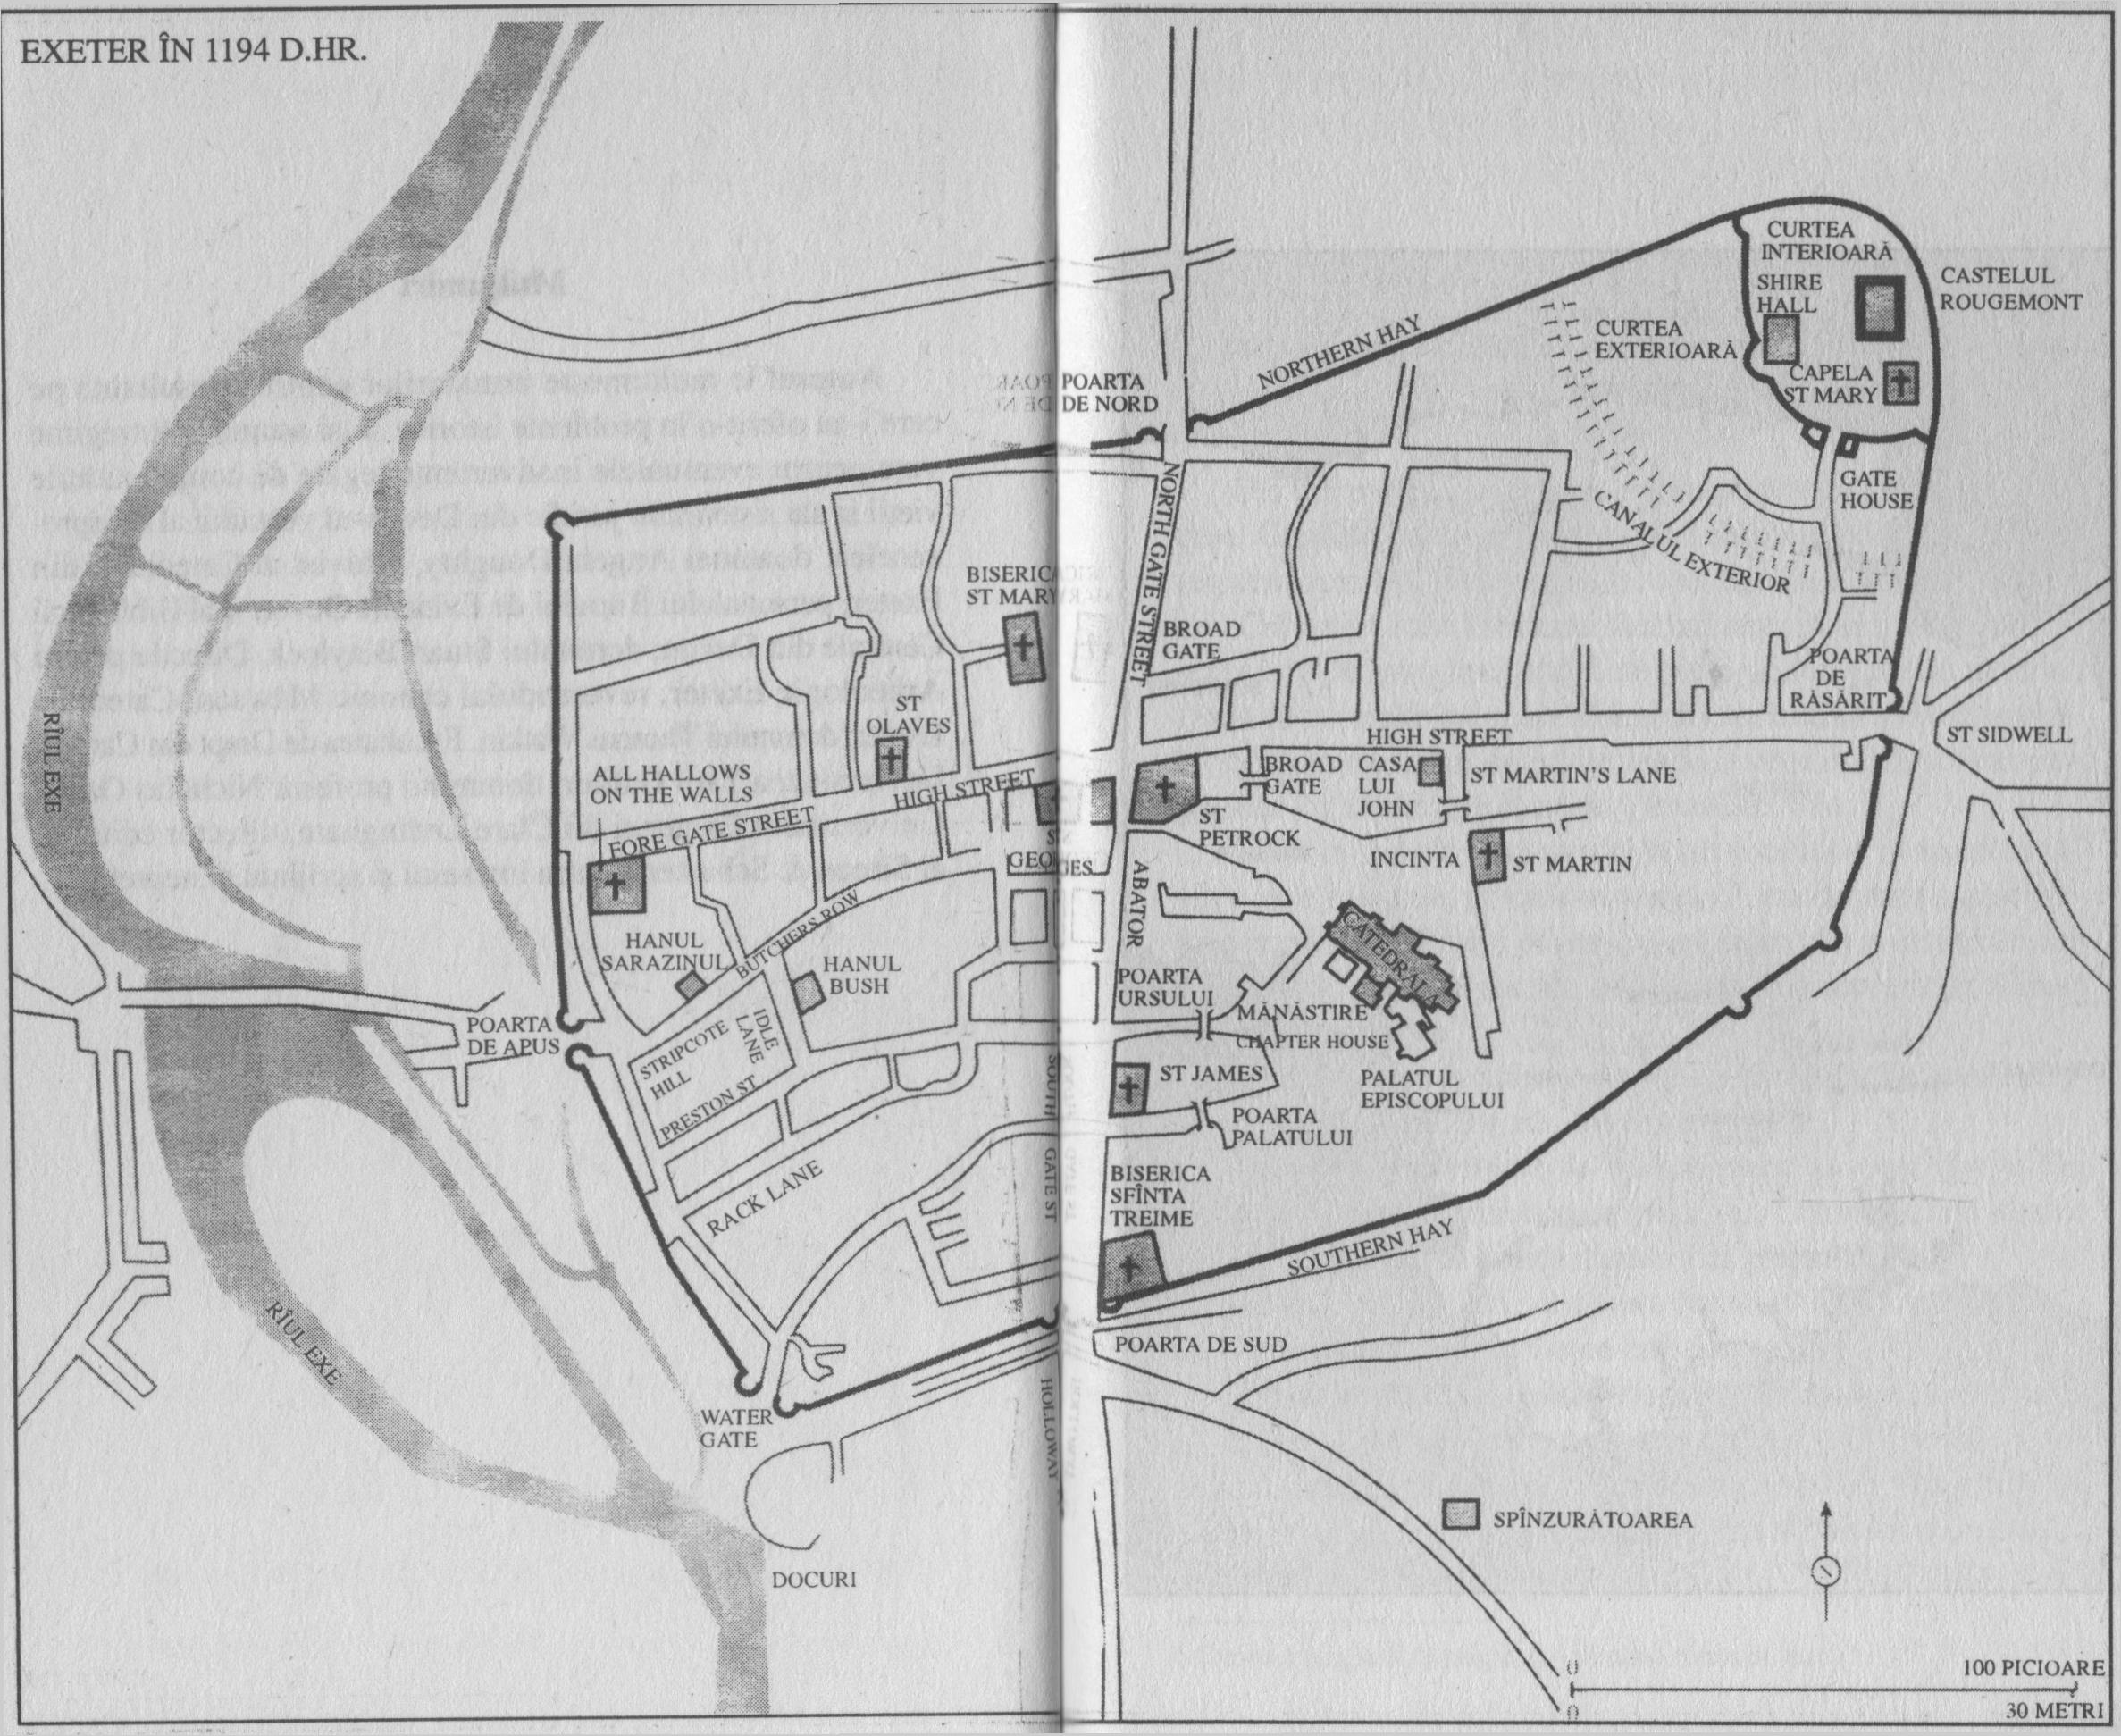 EXETER ÎN 1194 D.HR.
CURTEA
INTERIOARĂ
SHIRE
HALL
CASTELUL
ROUGEMONT
CURTEA
EXTERIOARĂ
NORTHERN HAY
CAPELA
ST MARY
POARTA
DE NORD
GATE
HOUSE
CANALUL EXTERIOR
NORTH GATE STREET
BISERICA
ST MARY
BROAD
GATE
POARTA
DE
RĂSĂRIT
RÎUL EXE
ST
OLAVES
HIGH STREET
ST SIDWELL
ALL HALLOWS
ON THE WALLS
HIGH STREET
BROAD
GATE
CASA
LUI
JOHN
ST MARTIN'S LANE
FORE GATE STREET
ST
PETROCK
GEORGES
INCINTA
ST MARTIN
ABATOR
BUTCHERS ROW
HANUL
SARAZINUL
HANUL
BUSH
CATEDRALA
POARTA
URSULUI
MĂNĂSTIRE
CHAPTER HOUSE
POARTA
DE APUS
STRIPCOTE
HILL
IDLE
LANE
PRESTON ST
ST JAMES
PALATUL
EPISCOPULUI
POARTA
PALATULUI
SOUTH GATE ST
RACK LANE
BISERICA
SFÎNTA
TREIME
SOUTHERN HAY
RÎUL EXE
POARTA DE SUD
WATER
GATE
HOLLOWAY
DOCURI
SPÎNZURĂTOAREA
0
100 PICIOARE
0
30 METRI